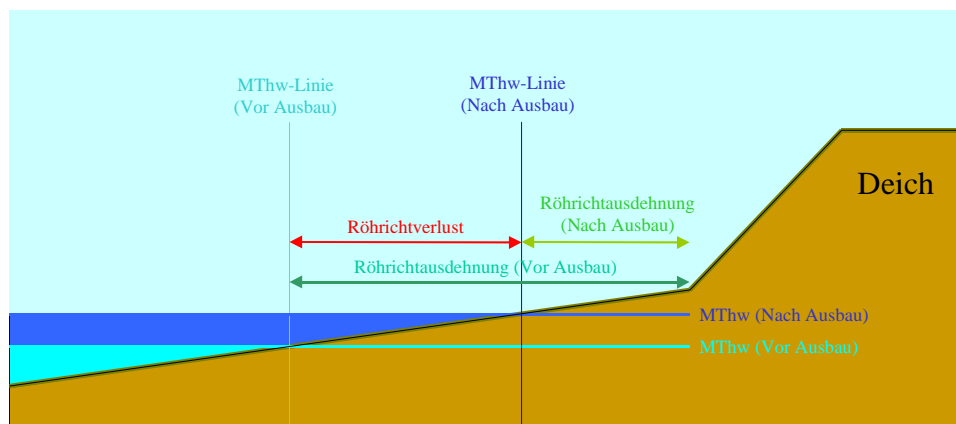 MThw-Linie
(Vor Ausbau)
MThw-Linie
(Nach Ausbau)
Deich
Röhrichtverlust
Röhrichtausdehnung
(Nach Ausbau)
Röhrichtausdehnung (Vor Ausbau)
MThw (Nach Ausbau)
MThw (Vor Ausbau)